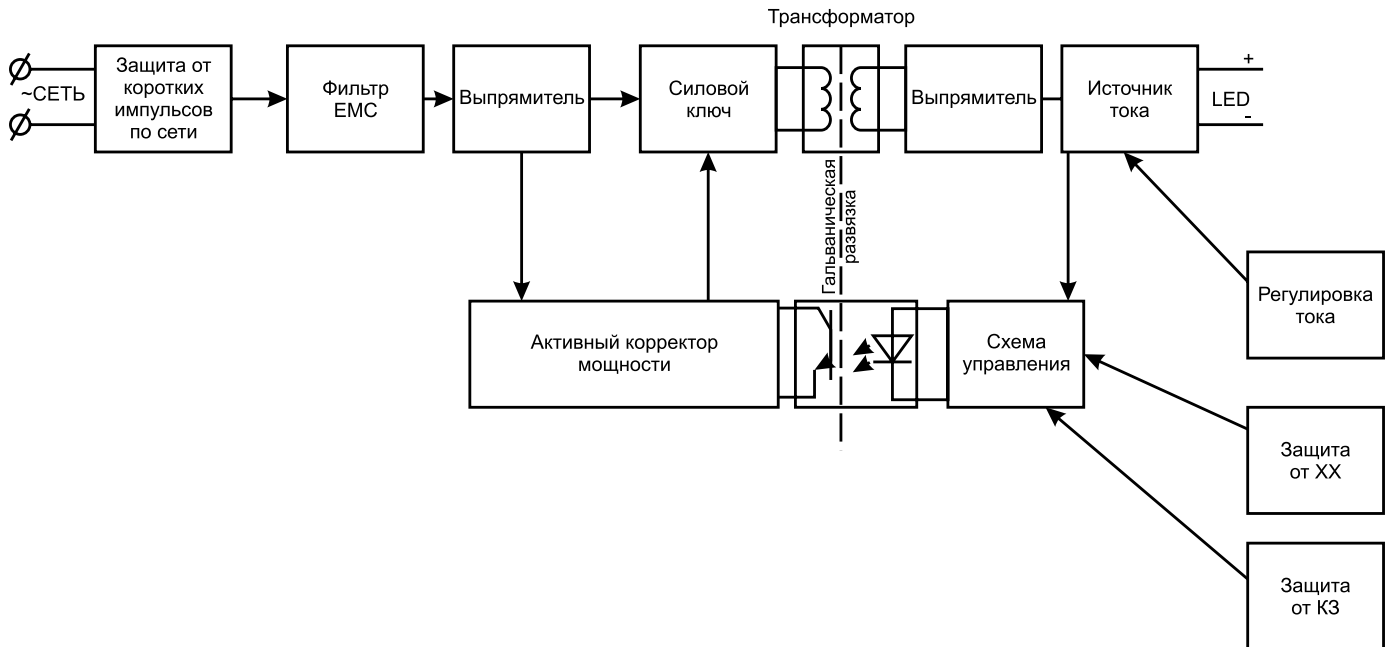 Трансформатор
~СЕТЬ
Защита от
коротких
импульсов
по сети
Фильтр
EMC
Выпрямитель
Силовой
ключ
Выпрямитель
Источник
тока
+
LED
-
Гальваническая
развязка
Регулировка
тока
Активный корректор
мощности
Схема
управления
Защита
от ХХ
Защита
от КЗ